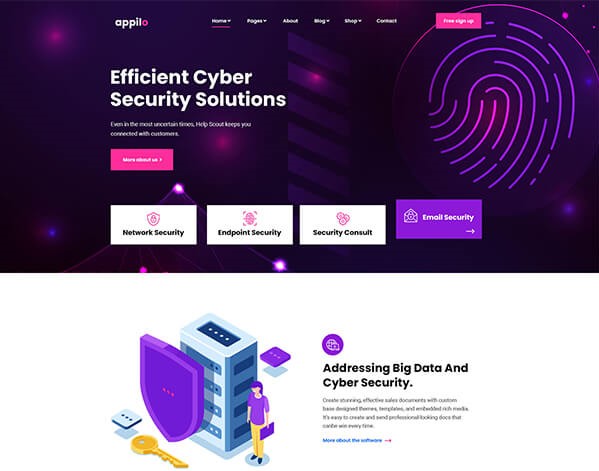 appilo
Home Pages About Blog Shop Contact
Free sign up
Efficient Cyber
Security Solutions
Even in the most uncertain times, Help Scout keeps you
connected with customers.
More about us >
Network Security
Endpoint Security
Security Consult
Email Security
Addressing Big Data And
Cyber Security.
Create stunning, effective sales documents with custom
base designed themes, templates, and embedded rich media.
It's easy to create and send professional-looking docs that
canbe win every time.
More about the software